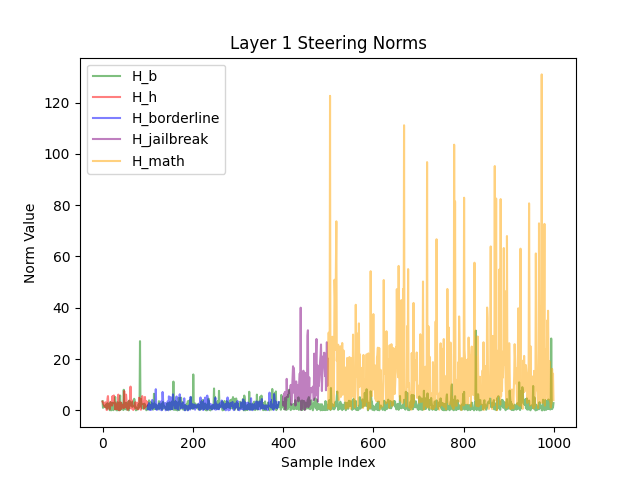 Layer 1 Steering Norms
H_b
H_h
H_borderline
H_jailbreak
H_math
Norm Value
120
100
80
60
40
20
0
0 200 400 600 800 1000
Sample Index